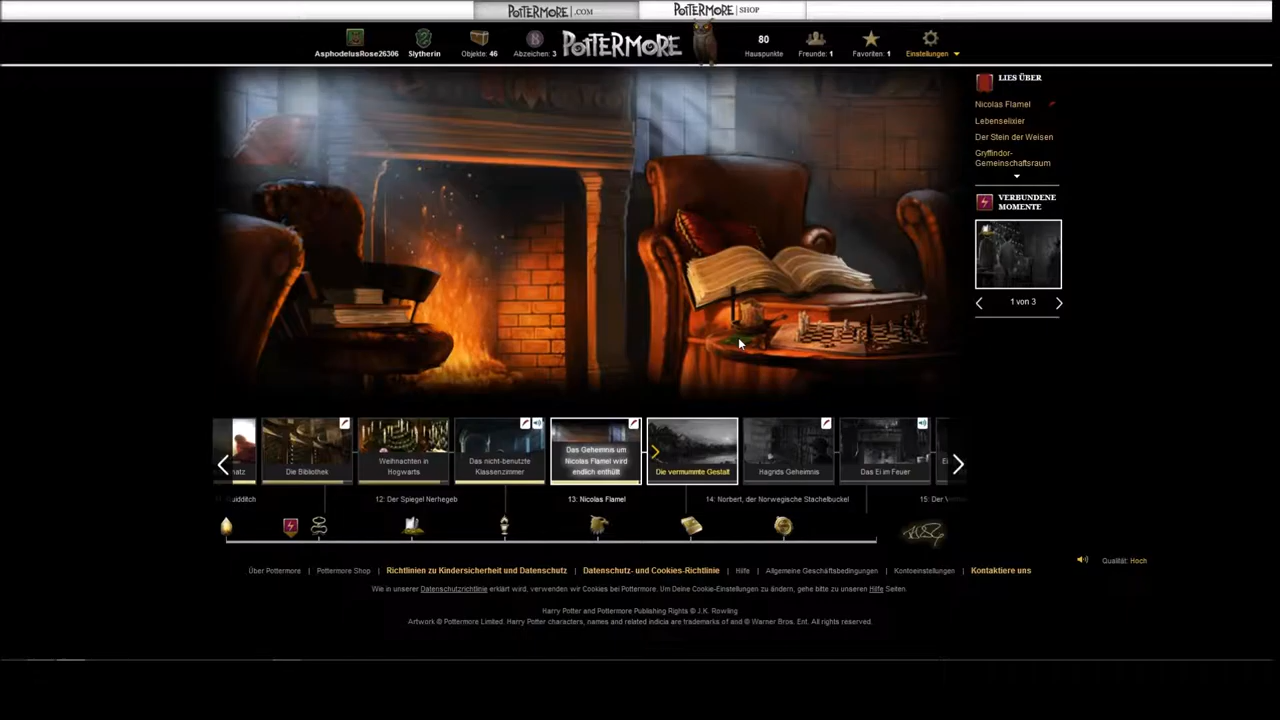 POTTERMORE .COM
POTTERMORE SHOP
AsphodelusRose26306
Slytherin
Objekte: 46
Abzeichen: 3
POTTERMORE
80
Hauspunkte
Freunde: 1
Favoriten: 1
Einstellungen
LIES ÜBER
Nicolas Flamel
Lebenselixier
Der Stein der Weisen
Gryffindor-
Gemeinschaftsraum
VERBUNDENE
MOMENTE
1 von 3
Die Bibliothek
Weihnachten in
Hogwarts
Das nicht-benutzte
Klassenzimmer
Das Geheimnis um
Nicolas Flamel wird
endlich enthüllt
Die vermummte Gestalt
Hagrids Geheimnis
Das Ei im Feuer
12: Der Spiegel Nerhegeb
13: Nicolas Flamel
14: Norbert, der Norwegische Stachelbuckel
15: Der
Qualität: Hoch
Über Pottermore | Pottermore Shop | Richtlinien zu Kindersicherheit und Datenschutz | Datenschutz- und Cookies-Richtlinie | Hilfe | Allgemeine Geschäftsbedingungen | Kontoeinstellungen | Kontaktiere uns
Wie in unserer Datenschutzrichtlinie erklärt wird, verwenden wir Cookies bei Pottermore. Um Deine Cookie-Einstellungen zu ändern, gehe bitte zu unseren Hilfe Seiten.
Harry Potter and Pottermore Publishing Rights © J.K. Rowling
Artwork © Pottermore Limited. Harry Potter characters, names and related indicia are trademarks of and © Warner Bros. Ent. All rights reserved.